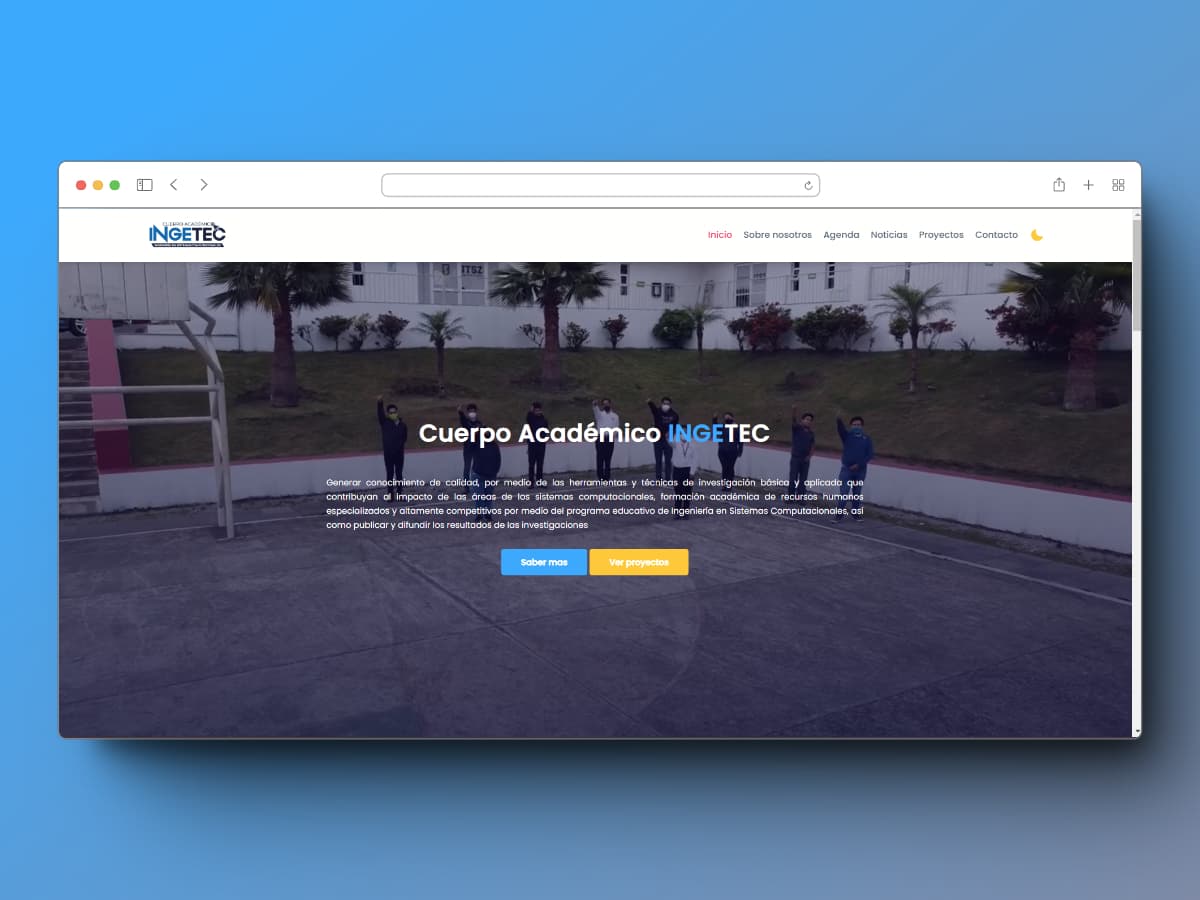 CUERPO ACADÉMICO
INGETEC
Inicio Sobre nosotros Agenda Noticias Proyectos Contacto
ITSZ
Cuerpo Académico INGETEC
Generar conocimiento de calidad, por medio de las herramientas y técnicas de investigación básica y aplicada que
contribuyan al impacto de las áreas de los sistemas computacionales, formación académica de recursos humanos
especializados y altamente competitivos por medio del programa educativo de Ingeniería en Sistemas Computacionales, así
como publicar y difundir los resultados de las investigaciones
Saber mas Ver proyectos